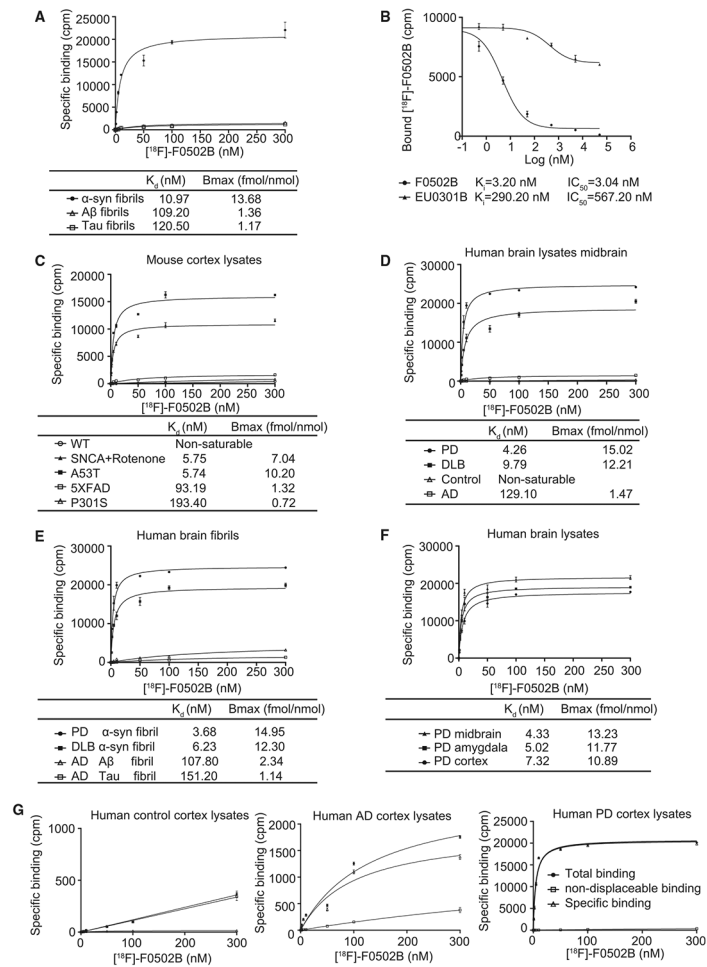 A
Specific binding (cpm)
25000
20000
15000
10000
5000
0
0 50 100 150 200 250 300
[¹⁸F]-F0502B (nM)
Kd (nM) Bmax (fmol/nmol)
α-syn fibrils 10.97 13.68
Aβ fibrils 109.20 1.36
Tau fibrils 120.50 1.17
B
Bound [¹⁸F]-F0502B (cpm)
10000
5000
0
-1 0 1 2 3 4 5 6
Log (nM)
F0502B Ki=3.20 nM IC50=3.04 nM
EU0301B Ki=290.20 nM IC50=567.20 nM
C
Mouse cortex lysates
Specific binding (cpm)
20000
15000
10000
5000
0
0 50 100 150 200 250 300
[¹⁸F]-F0502B (nM)
Kd (nM) Bmax (fmol/nmol)
WT Non-saturable
SNCA+Rotenone 5.75 7.04
A53T 5.74 10.20
5XFAD 93.19 1.32
P301S 193.40 0.72
D
Human brain lysates midbrain
Specific binding (cpm)
30000
20000
10000
0
0 50 100 150 200 250 300
[¹⁸F]-F0502B (nM)
Kd (nM) Bmax (fmol/nmol)
PD 4.26 15.02
DLB 9.79 12.21
Control Non-saturable
AD 129.10 1.47
E
Human brain fibrils
Specific binding (cpm)
30000
20000
10000
0
0 50 100 150 200 250 300
[¹⁸F]-F0502B (nM)
Kd (nM) Bmax (fmol/nmol)
PD α-syn fibril 3.68 14.95
DLB α-syn fibril 6.23 12.30
AD Aβ fibril 107.80 2.34
AD Tau fibril 151.20 1.14
F
Human brain lysates
Specific binding (cpm)
30000
20000
10000
0
0 50 100 150 200 250 300
[¹⁸F]-F0502B (nM)
Kd (nM) Bmax (fmol/nmol)
PD midbrain 4.33 13.23
PD amygdala 5.02 11.77
PD cortex 7.32 10.89
G
Human control cortex lysates
Specific binding (cpm)
1000
500
0
0 100 200 300
[¹⁸F]-F0502B (nM)
Human AD cortex lysates
Specific binding (cpm)
2000
1500
1000
500
0
0 100 200 300
[¹⁸F]-F0502B (nM)
Human PD cortex lysates
Specific binding (cpm)
25000
20000
15000
10000
5000
0
0 100 200 300
[¹⁸F]-F0502B (nM)
Total binding
non-displaceable binding
Specific binding